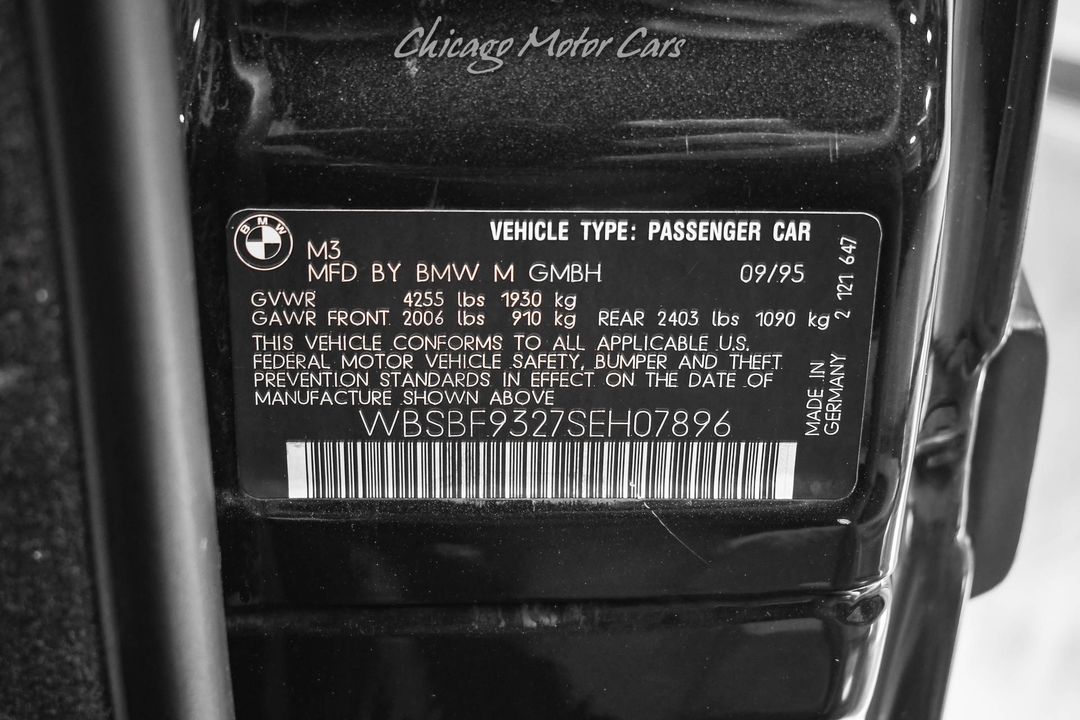 Chicago Motor Cars
BMW
VEHICLE TYPE: PASSENGER CAR
M3
MFD BY BMW M GMBH 09/95
GVWR 4255 lbs 1930 kg
GAWR FRONT 2006 lbs 910 kg REAR 2403 lbs 1090 kg
THIS VEHICLE CONFORMS TO ALL APPLICABLE U.S.
FEDERAL MOTOR VEHICLE SAFETY, BUMPER AND THEFT
PREVENTION STANDARDS IN EFFECT ON THE DATE OF
MANUFACTURE SHOWN ABOVE
WBSBF9327SEH07896
2 121 647
MADE IN
GERMANY